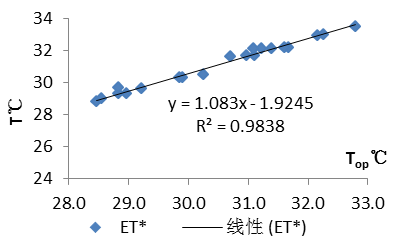 34
32
30
28
26
24
T℃
y = 1.083x - 1.9245
R² = 0.9838
Top℃
28.0 29.0 30.0 31.0 32.0 33.0
ET* 线性 (ET*)